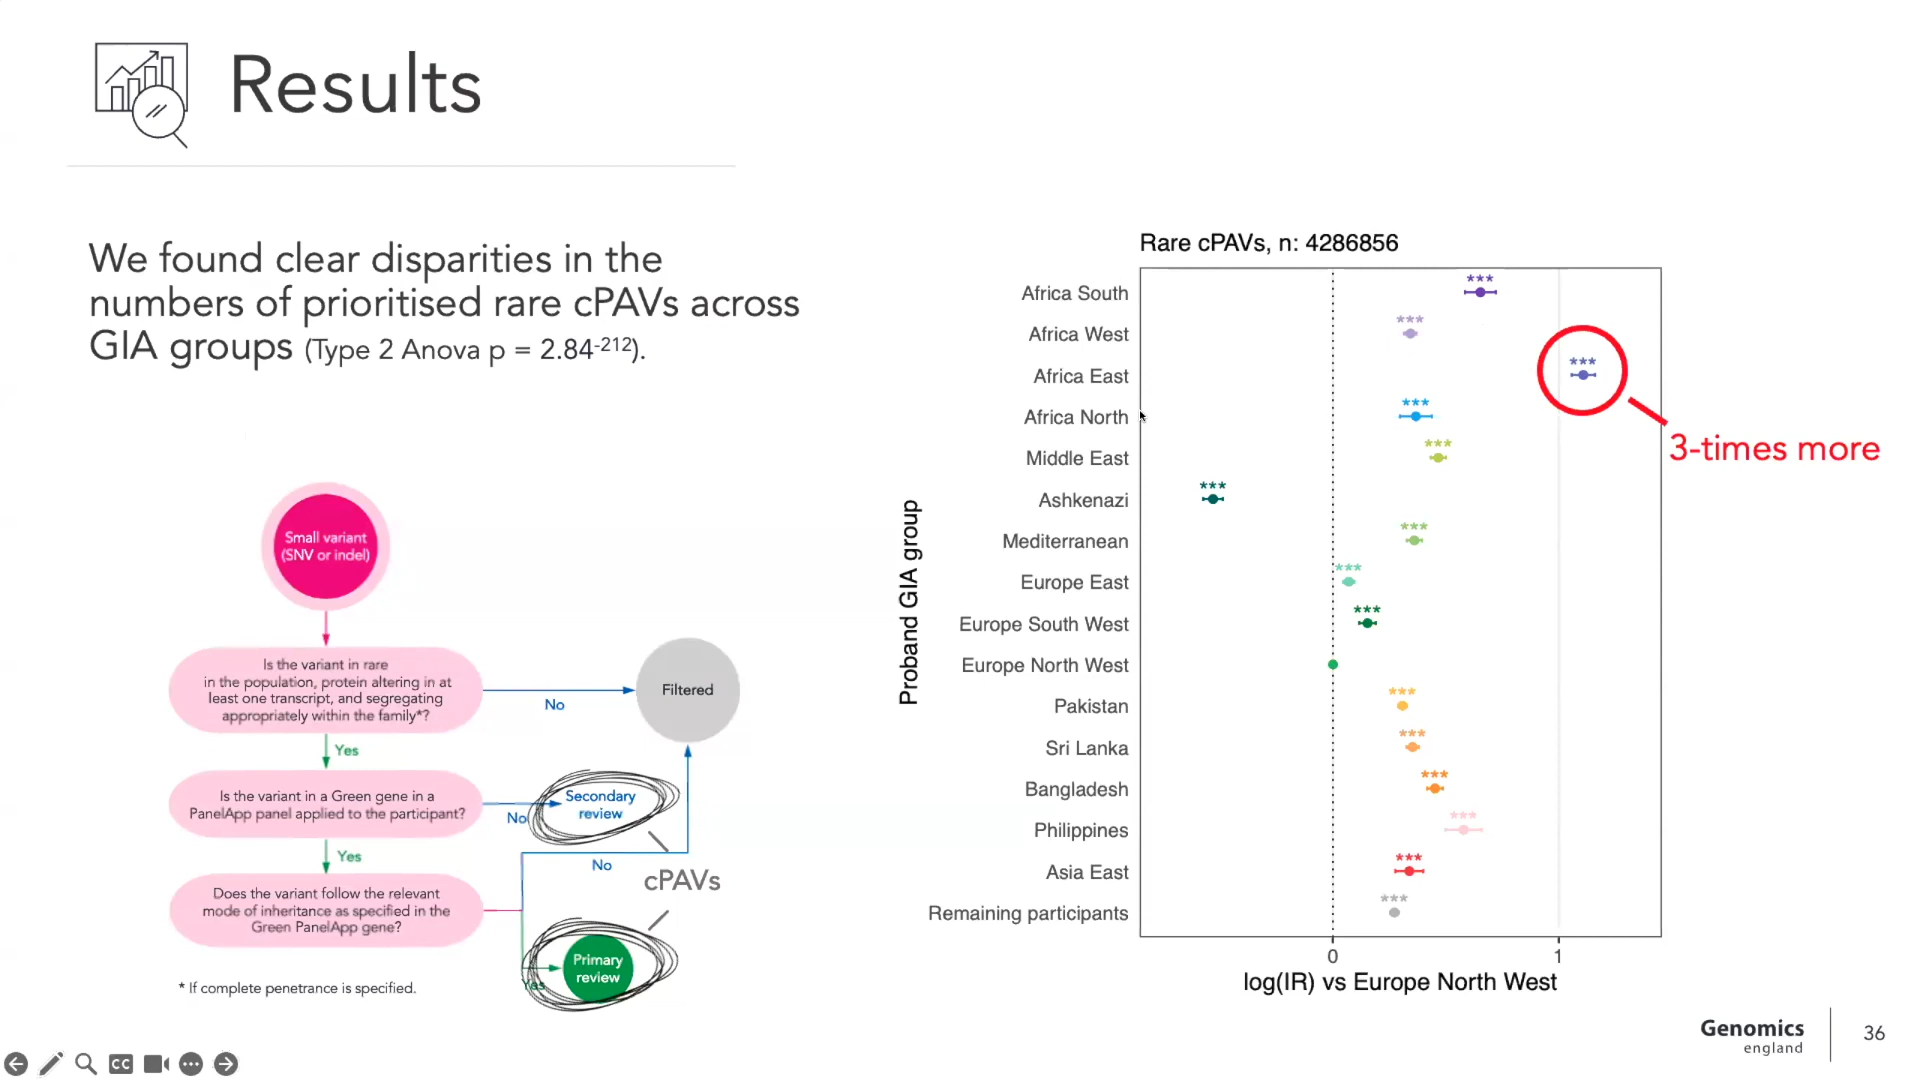 Results
We found clear disparities in the
numbers of prioritised rare cPAVs across
GIA groups (Type 2 Anova p = 2.84-212).
Small variant
(SNV or indel)
Is the variant in rare
in the population, protein altering in at
least one transcript, and segregating
appropriately within the family*?
No
Filtered
Yes
Is the variant in a Green gene in a
PanelApp panel applied to the participant?
No
Secondary
review
Yes
No
cPAVs
Does the variant follow the relevant
mode of inheritance as specified in the
Green PanelApp gene?
Yes
Primary
review
* If complete penetrance is specified.
Rare cPAVs, n: 4286856
Proband GIA group
Africa South
***
Africa West
***
Africa East
***
Africa North
***
Middle East
***
Ashkenazi
***
Mediterranean
***
Europe East
***
Europe South West
***
Europe North West
Pakistan
***
Sri Lanka
***
Bangladesh
***
Philippines
***
Asia East
***
Remaining participants
***
0 1
log(IR) vs Europe North West
3-times more
Genomics
england
36
CC